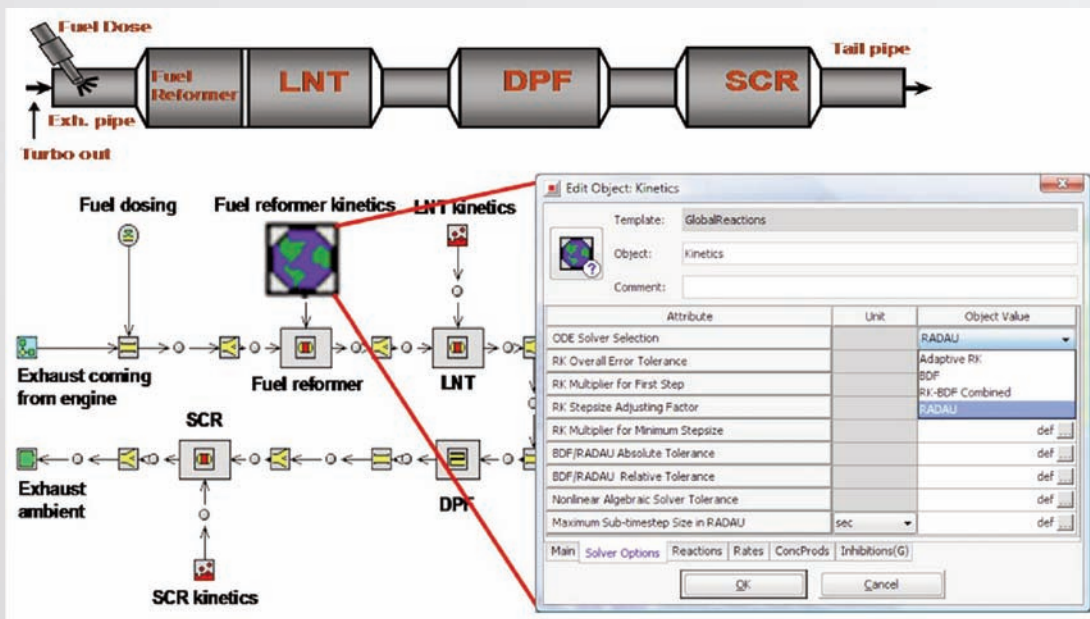 Fuel Dose
Tail pipe
Fuel
Reformer
LNT
DPF
SCR
Exh. pipe
Turbo out
Fuel dosing
Fuel reformer kinetics
LNT kinetics
Exhaust coming
from engine
Fuel reformer
LNT
SCR
Exhaust
ambient
DPF
SCR kinetics
Edit Object: Kinetics
Template: GlobalReactions
?
Object: Kinetics
Comment:
Attribute Unit Object Value
ODE Solver Selection RADAU
RK Overall Error Tolerance Adaptive RK
RK Multiplier for First Step BDF
RK Stepsize Adjusting Factor RK-BDF Combined
RADAU
RK Multiplier for Minimum Stepsize def ...
BDF/RADAU Absolute Tolerance def ...
BDF/RADAU Relative Tolerance def ...
Nonlinear Algebraic Solver Tolerance def ...
Maximum Sub-timestep Size in RADAU sec def ...
Main Solver Options Reactions Rates ConcProds Inhibitions(G)
OK Cancel